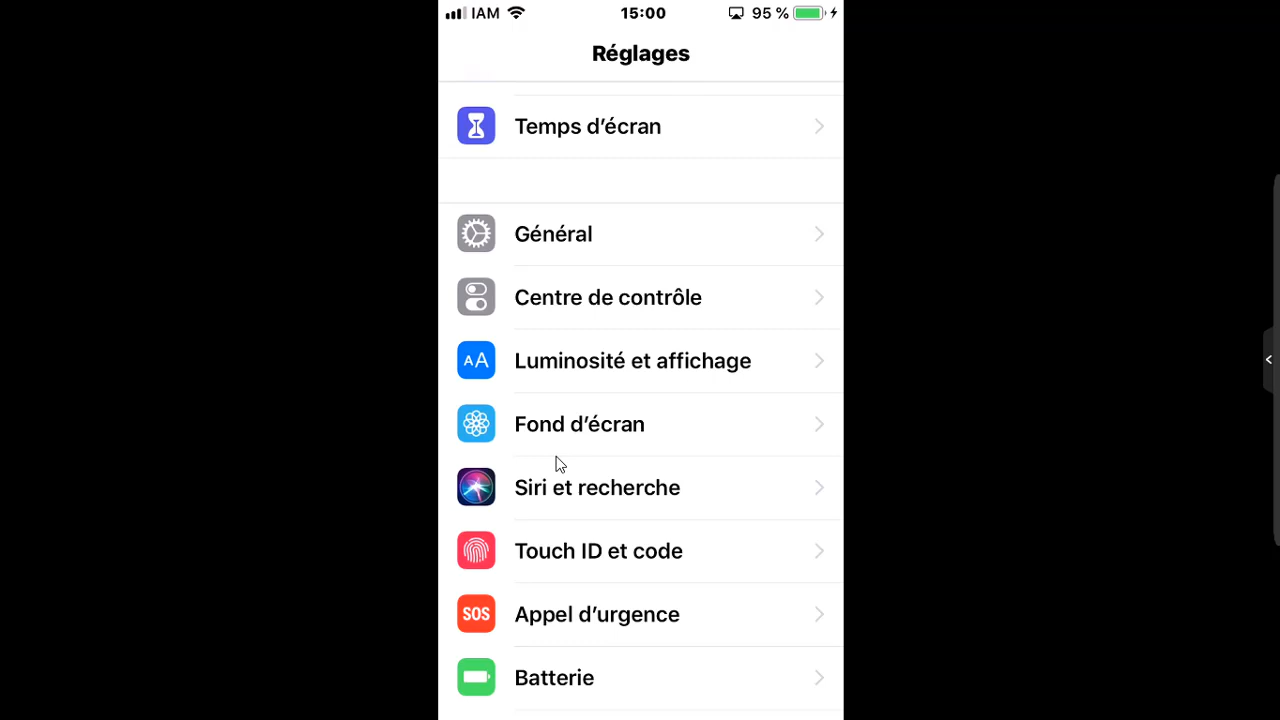 IAM 15:00 95 %
Réglages
Temps d’écran
Général
Centre de contrôle
AA Luminosité et affichage
Fond d’écran
Siri et recherche
Touch ID et code
SOS Appel d’urgence
Batterie